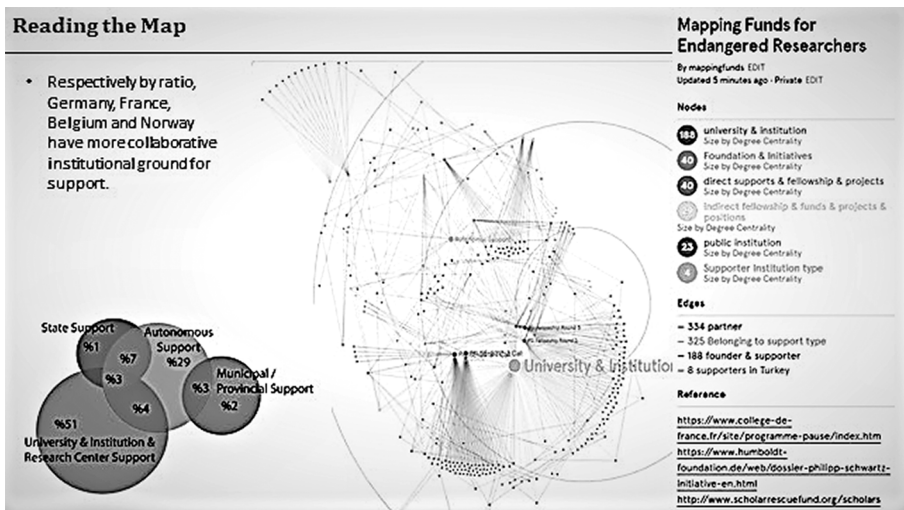 Reading the Map
• Respectively by ratio,
Germany, France,
Belgium and Norway
have more collaborative
institutional ground for
support.
State Support
%1
%7
Autonomous
Support
%29
%3
%3
Municipal /
Provincial Support
%2
%4
%51
University & Institution &
Research Center Support
University & Institution
Mapping Funds for
Endangered Researchers
By mappingfunds EDIT
Updated 5 minutes ago · Private EDIT
Nodes
188 university & institution
Size by Degree Centrality
40 Foundation & Initiatives
Size by Degree Centrality
40 direct supports & fellowship & projects
Size by Degree Centrality
Indirect fellowship & funds & projects &
positions
Size by Degree Centrality
23 public institution
Size by Degree Centrality
4 Supporter Institution type
Size by Degree Centrality
Edges
— 334 partner
— 325 Belonging to support type
— 188 founder & supporter
— 8 supporters in Turkey
Reference
https://www.college-de-
france.fr/site/programme-pause/index.htm
https://www.humboldt-
foundation.de/web/dossier-philipp-schwartz-
initiative-en.html
http://www.scholarrescuefund.org/scholars